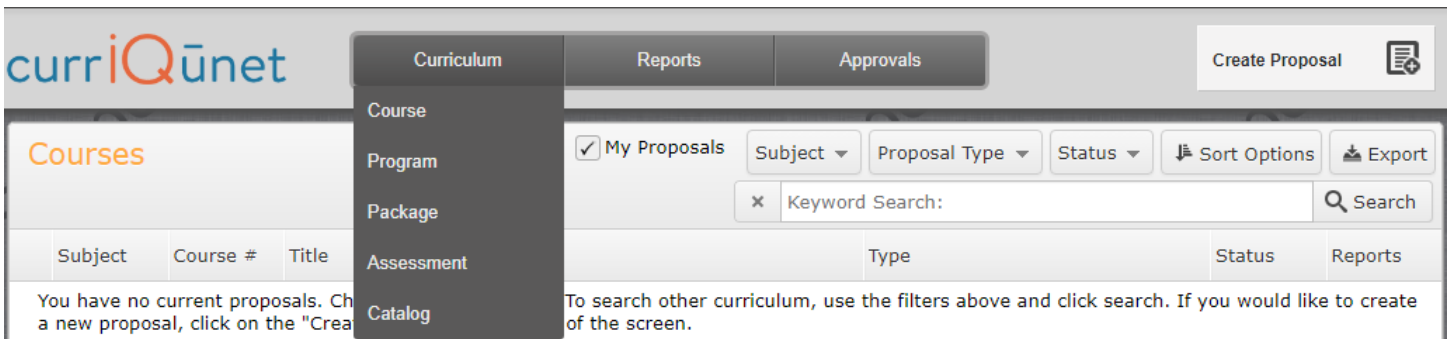 currIQūnet
Curriculum
Reports
Approvals
Create Proposal
Course
Program
Package
Assessment
Catalog
Courses
My Proposals
Subject
Proposal Type
Status
Sort Options
Export
Keyword Search:
Search
Subject
Course #
Title
Type
Status
Reports
You have no current proposals. Ch To search other curriculum, use the filters above and click search. If you would like to create
a new proposal, click on the "Crea of the screen.